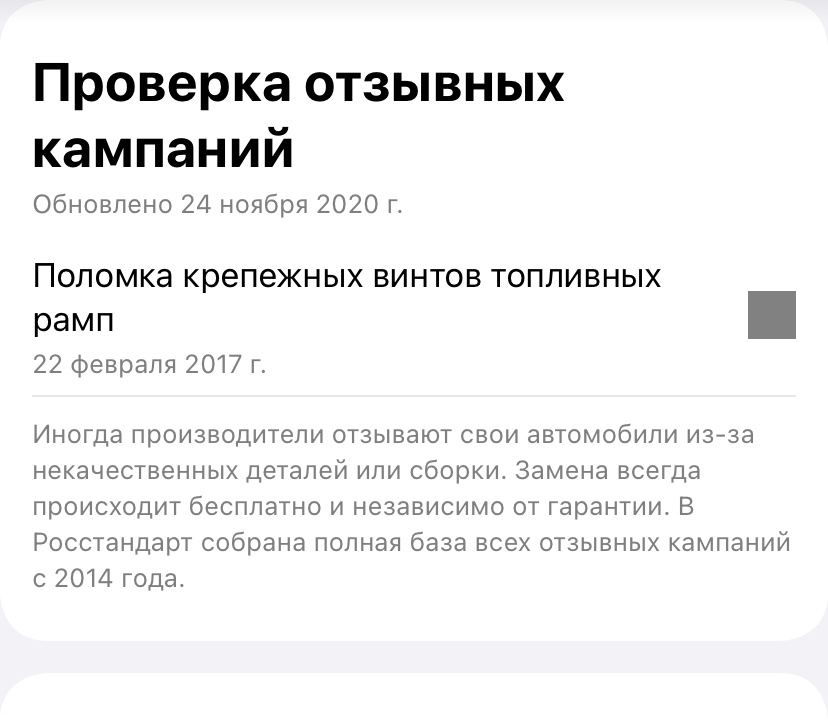 Проверка отзывных
кампаний
Обновлено 24 ноября 2020 г.
Поломка крепежных винтов топливных
рамп
22 февраля 2017 г.
Иногда производители отзывают свои автомобили из-за
некачественных деталей или сборки. Замена всегда
происходит бесплатно и независимо от гарантии. В
Росстандарт собрана полная база всех отзывных кампаний
с 2014 года.